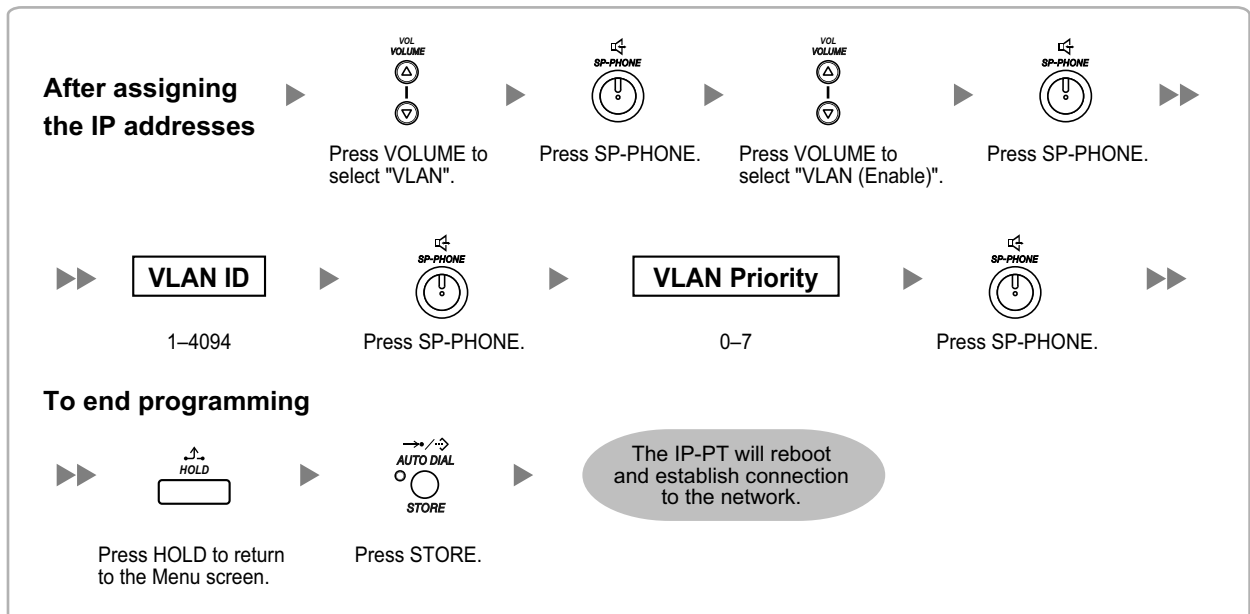 After assigning
the IP addresses
VOL
VOLUME
Press VOLUME to
select "VLAN".
SP-PHONE
Press SP-PHONE.
VOL
VOLUME
Press VOLUME to
select "VLAN (Enable)".
SP-PHONE
Press SP-PHONE.
VLAN ID
1–4094
SP-PHONE
Press SP-PHONE.
VLAN Priority
0–7
SP-PHONE
Press SP-PHONE.
To end programming
HOLD
Press HOLD to return
to the Menu screen.
AUTO DIAL
STORE
Press STORE.
The IP-PT will reboot
and establish connection
to the network.